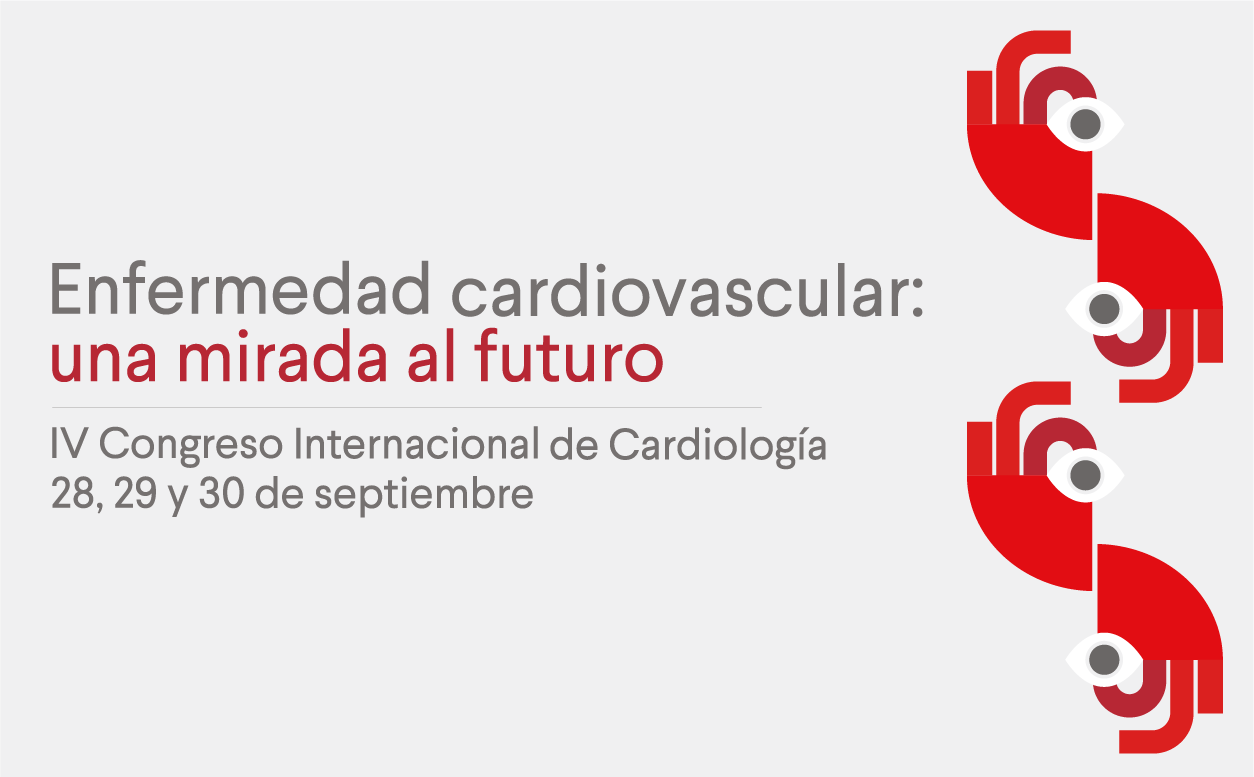 Enfermedad cardiovascular:
una mirada al futuro
IV Congreso Internacional de Cardiología
28, 29 y 30 de septiembre